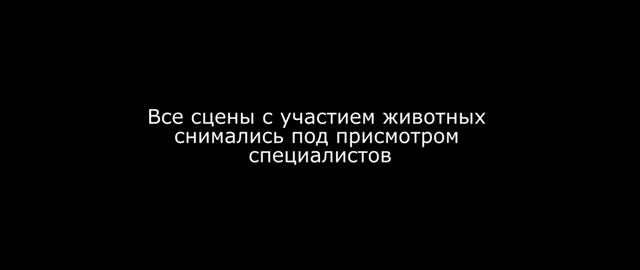 Все сцены с участием животных
снимались под присмотром
специалистов